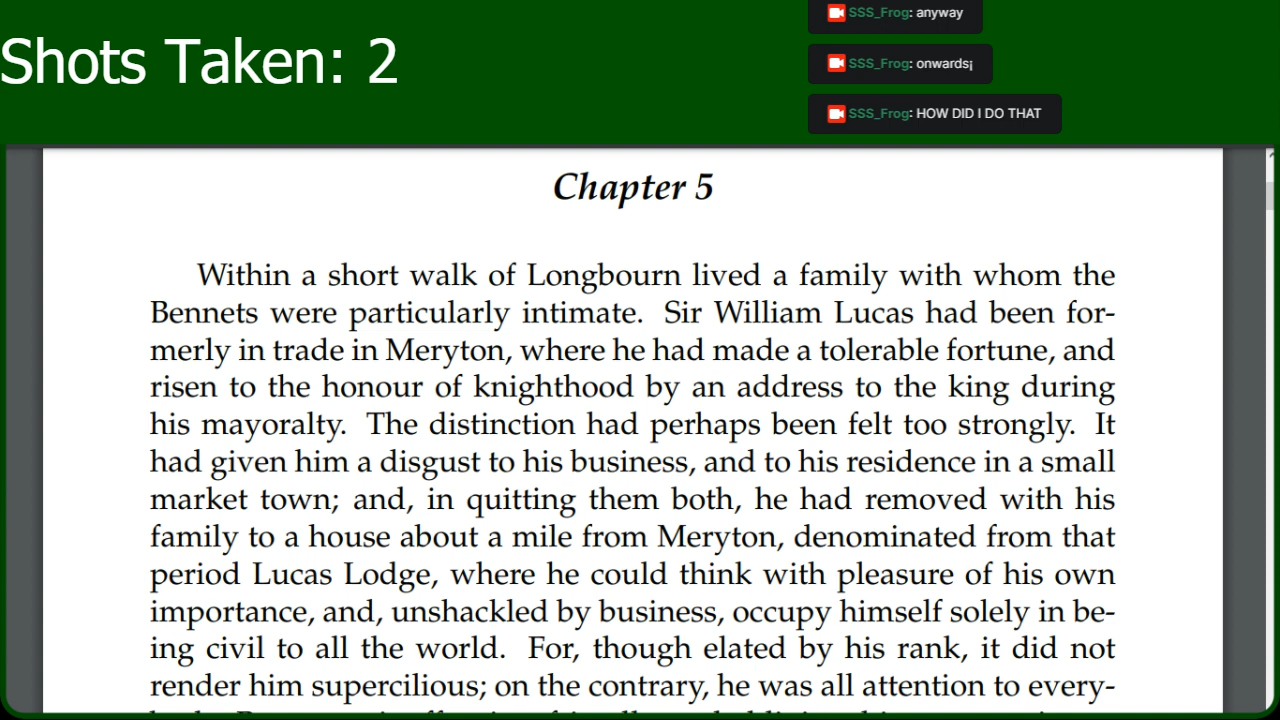 Shots Taken: 2
SSS_Frog: anyway
SSS_Frog: onwards¡
SSS_Frog: HOW DID I DO THAT
Chapter 5
Within a short walk of Longbourn lived a family with whom the
Bennets were particularly intimate. Sir William Lucas had been for-
merly in trade in Meryton, where he had made a tolerable fortune, and
risen to the honour of knighthood by an address to the king during
his mayoralty. The distinction had perhaps been felt too strongly. It
had given him a disgust to his business, and to his residence in a small
market town; and, in quitting them both, he had removed with his
family to a house about a mile from Meryton, denominated from that
period Lucas Lodge, where he could think with pleasure of his own
importance, and, unshackled by business, occupy himself solely in be-
ing civil to all the world. For, though elated by his rank, it did not
render him supercilious; on the contrary, he was all attention to every-